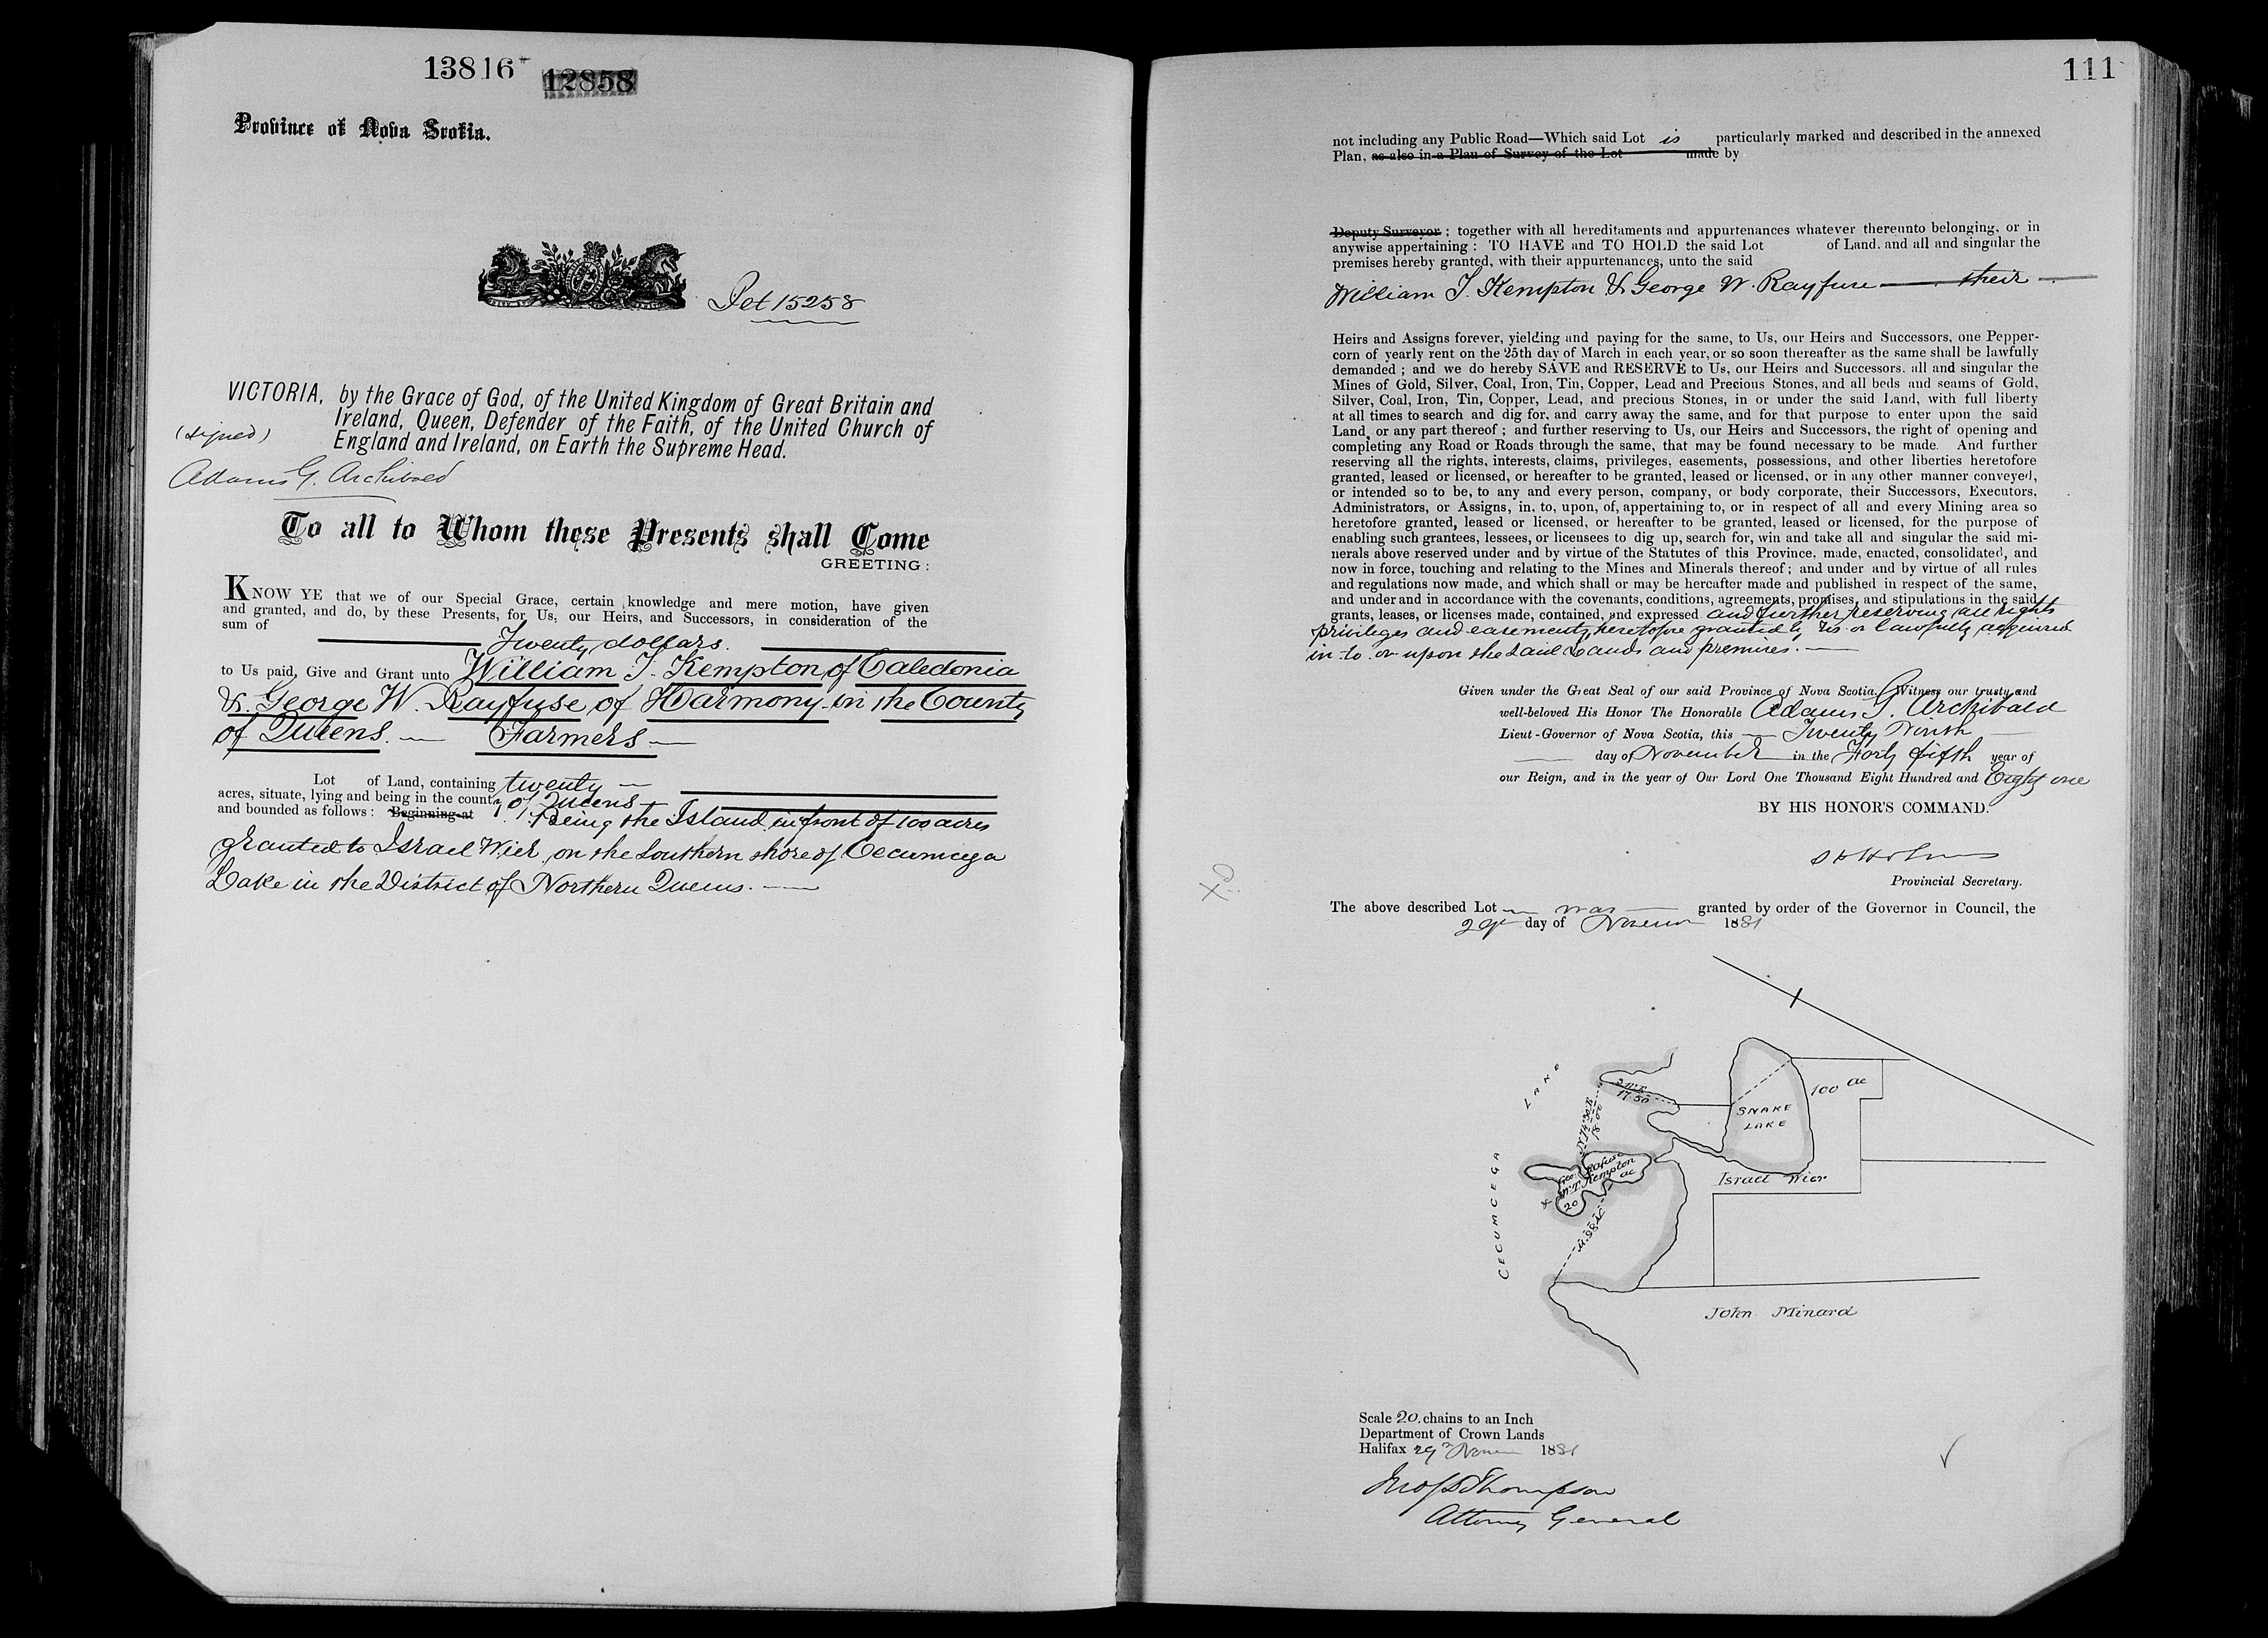 13816
12858
Province of Nova Scotia.
Pet 15258
VICTORIA, by the Grace of God, of the United Kingdom of Great Britain and
Ireland, Queen, Defender of the Faith, of the United Church of
England and Ireland, on Earth the Supreme Head.
(signed)
Adams G. Archibald
To all to Whom these Presents shall Come
GREETING:
KNOW YE that we of our Special Grace, certain knowledge and mere motion, have given
and granted, and do, by these Presents, for Us, our Heirs, and Successors, in consideration of the
sum of
Twenty dollars.
to Us paid, Give and Grant unto William T. Kempton of Caledonia
& George W. Rayfuse of Harmony in the County
of Queens. — Farmers —
Lot of Land, containing twenty —
acres, situate, lying and being in the county of Queens —
and bounded as follows: Beginning at Being the Island in front of 100 acres
granted to Israel Wier on the Southern shore of Cecumcega
Lake in the District of Northern Queens. —
111
not including any Public Road—Which said Lot is particularly marked and described in the annexed
Plan, as also in a Plan of Survey of the Lot made by
Deputy Surveyor; together with all hereditaments and appurtenances whatever thereunto belonging, or in
anywise appertaining: TO HAVE and TO HOLD the said Lot of Land, and all and singular the
premises hereby granted, with their appurtenances, unto the said
William T. Kempton & George W. Rayfuse — their —
Heirs and Assigns forever, yielding and paying for the same, to Us, our Heirs and Successors, one Pepper-
corn of yearly rent on the 25th day of March in each year, or so soon thereafter as the same shall be lawfully
demanded; and we do hereby SAVE and RESERVE to Us, our Heirs and Successors, all and singular the
Mines of Gold, Silver, Coal, Iron, Tin, Copper, Lead and Precious Stones, and all beds and seams of Gold,
Silver, Coal, Iron, Tin, Copper, Lead, and precious Stones, in or under the said Land, with full liberty
at all times to search and dig for, and carry away the same, and for that purpose to enter upon the said
Land, or any part thereof; and further reserving to Us, our Heirs and Successors, the right of opening and
completing any Road or Roads through the same, that may be found necessary to be made. And further
reserving all the rights, interests, claims, privileges, easements, possessions, and other liberties heretofore
granted, leased or licensed, or hereafter to be granted, leased or licensed, or in any other manner conveyed,
or intended so to be, to any and every person, company, or body corporate, their Successors, Executors,
Administrators, or Assigns, in, to, upon, of, appertaining to, or in respect of all and every Mining area so
heretofore granted, leased or licensed, or hereafter to be granted, leased or licensed, for the purpose of
enabling such grantees, lessees, or licensees to dig up, search for, win and take all and singular the said mi-
nerals above reserved under and by virtue of the Statutes of this Province, made, enacted, consolidated, and
now in force, touching and relating to the Mines and Minerals thereof; and under and by virtue of all rules
and regulations now made, and which shall or may be hereafter made and published in respect of the same,
and under and in accordance with the covenants, conditions, agreements, promises, and stipulations in the said
grants, leases, or licenses made, contained, and expressed and further reserving all rights
privileges and easements heretofore granted by Us or lawfully acquired
in to or upon the said Lands and premises. —
Given under the Great Seal of our said Province of Nova Scotia. Witness our trusty and
well-beloved His Honor The Honorable Adams G. Archibald
Lieut-Governor of Nova Scotia, this — Twenty Ninth —
— day of November in the Forty fifth year of
our Reign, and in the year of Our Lord One Thousand Eight Hundred and Eighty one
BY HIS HONOR'S COMMAND.
S H Holmes
Provincial Secretary.
The above described Lot — was — granted by order of the Governor in Council, the
29th day of Novem 1881
LAKE
CECUMCEGA
17 50
N 74° 30 E
18.00
SNAKE
LAKE
100 ac
Geo. Rafuse
W. T. Kempton
20 ac
Israel Wier
John Minard
Scale 20. chains to an Inch
Department of Crown Lands
Halifax 29th Novem 1881
Jno S D Thompson
Attorney General